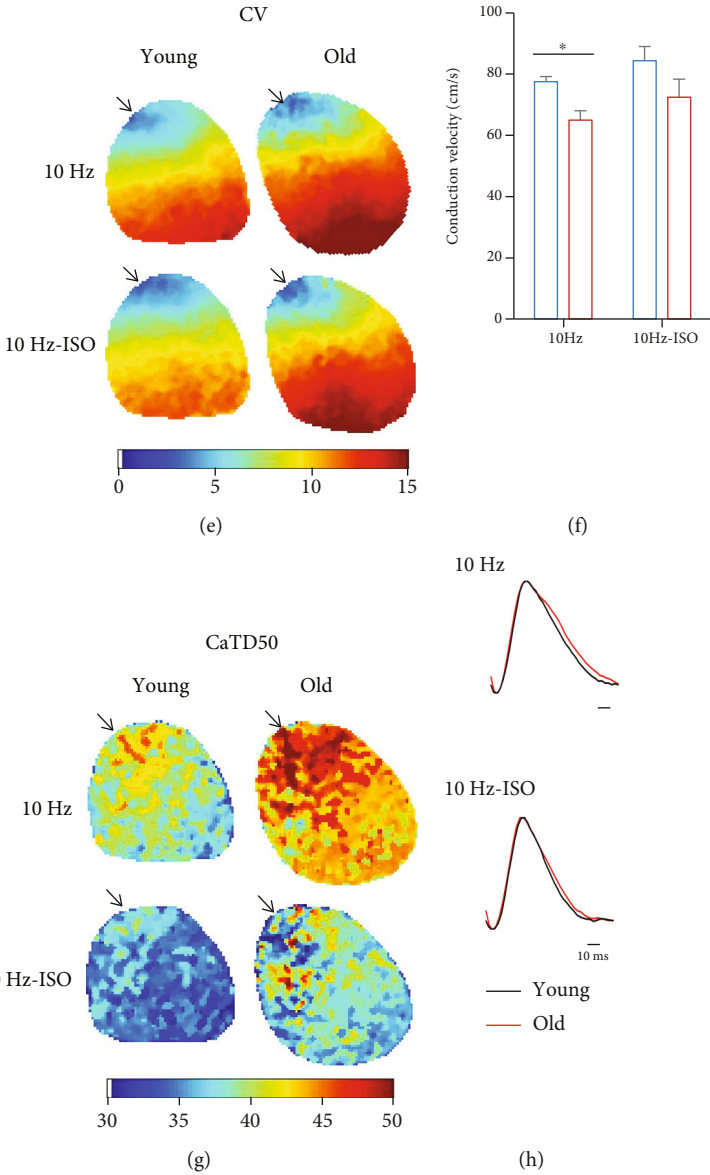 CV
Young Old
10 Hz
10 Hz-ISO
0 5 10 15
(e)
100
80
60
40
20
0
Conduction velocity (cm/s)
*
10Hz 10Hz-ISO
(f)
CaTD50
Young Old
10 Hz
0 Hz-ISO
30 35 40 45 50
(g)
10 Hz
10 Hz-ISO
10 ms
Young
Old
(h)